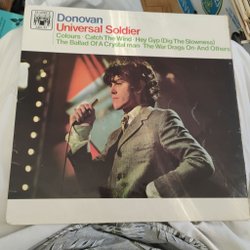 Donovan
Universal Soldier
Colours · Catch The Wind · Hey Gyp (Dig The Slowness)
The Ballad Of A Crystal man · The War Drags On And Others